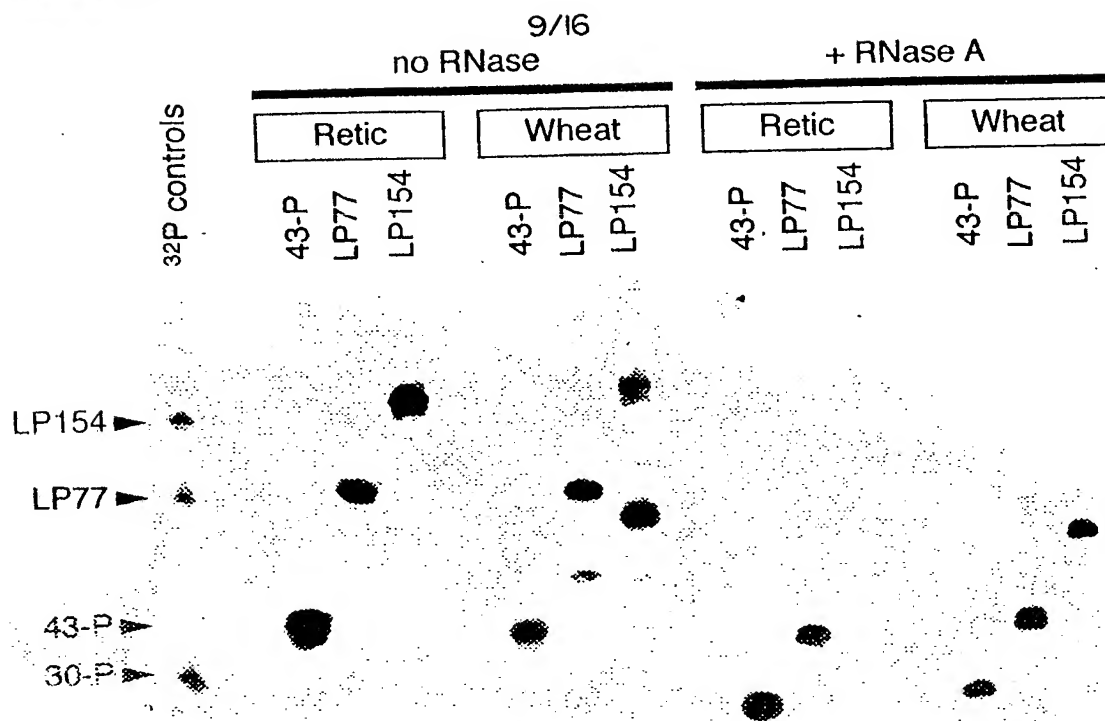 9/16
no RNase + RNase A
Retic Wheat Retic Wheat
32P controls 43-P LP77 LP154 43-P LP77 LP154 43-P LP77 LP154 43-P LP77 LP154
LP154
LP77
43-P
30-P